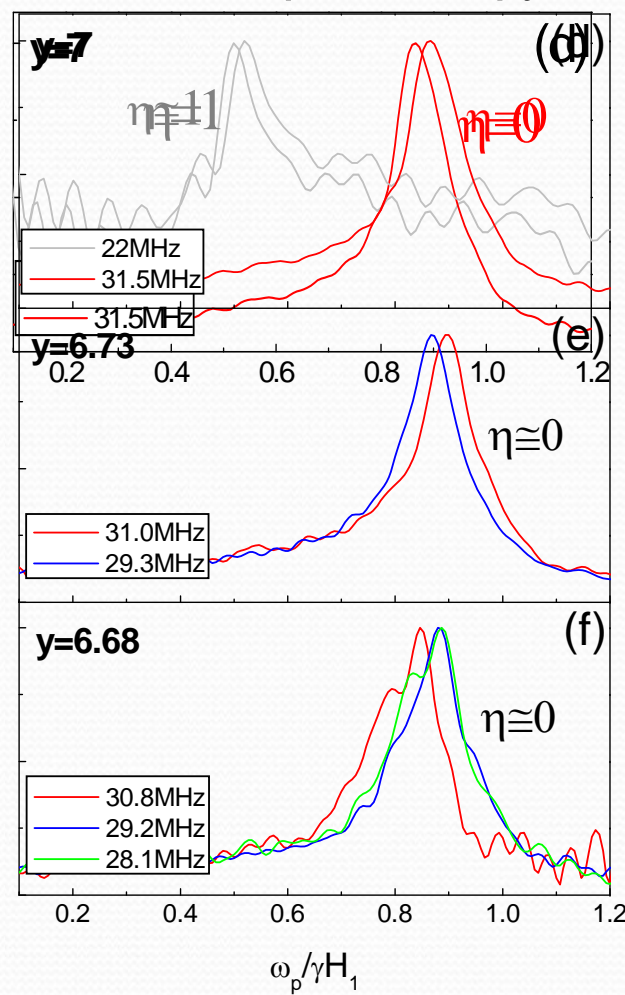 y=7
(d)
η≅1
η≅0
22MHz
31.5MHz
31.5MHz
0.2 0.4 0.6 0.8 1.0 1.2
y=6.73
(e)
η≅0
31.0MHz
29.3MHz
y=6.68
(f)
η≅0
30.8MHz
29.2MHz
28.1MHz
0.2 0.4 0.6 0.8 1.0 1.2
ω_p/γH_1